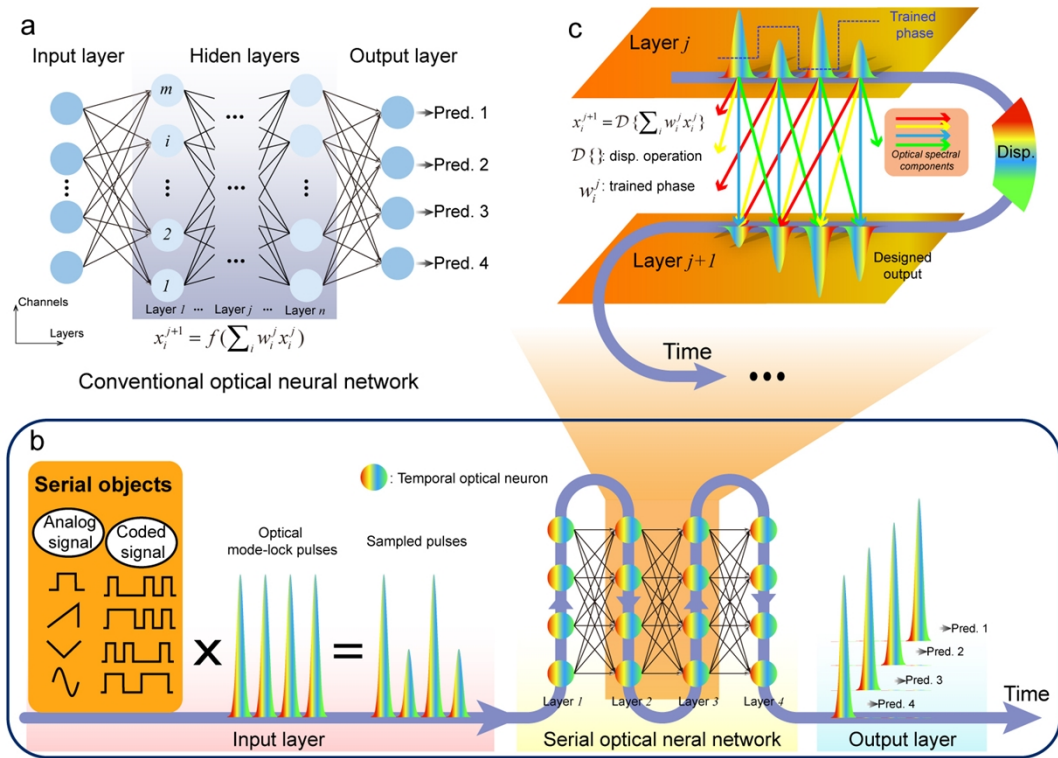 a
Input layer
Hiden layers
Output layer
m
i
2
1
Pred. 1
Pred. 2
Pred. 3
Pred. 4
Channels
Layers
Layer 1 ··· Layer j ··· Layer n
x_i^{j+1} = f(∑_i w_i^j x_i^j)
Conventional optical neural network
c
Layer j
Trained
phase
x_i^{j+1} = 𝒟{∑_i w_i^j x_i^j}
𝒟{}: disp. operation
w_i^j: trained phase
Optical spectral
components
Disp.
Layer j+1
Designed
output
Time
•••
b
Serial objects
Analog
signal
Coded
signal
: Temporal optical neuron
Optical
mode-lock pulses
Sampled pulses
x
=
Input layer
Layer 1
Layer 2
Layer 3
Layer 4
Serial optical neral network
Pred. 1
Pred. 2
Pred. 3
Pred. 4
Time
Output layer